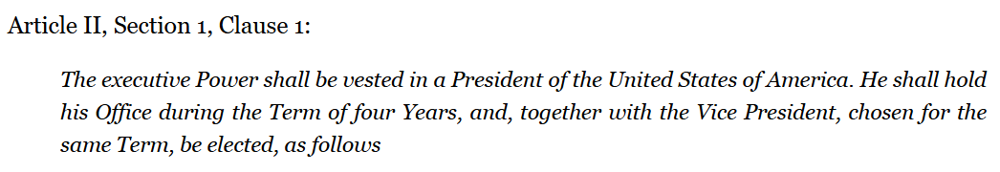 Article II, Section 1, Clause 1:
The executive Power shall be vested in a President of the United States of America. He shall hold
his Office during the Term of four Years, and, together with the Vice President, chosen for the
same Term, be elected, as follows